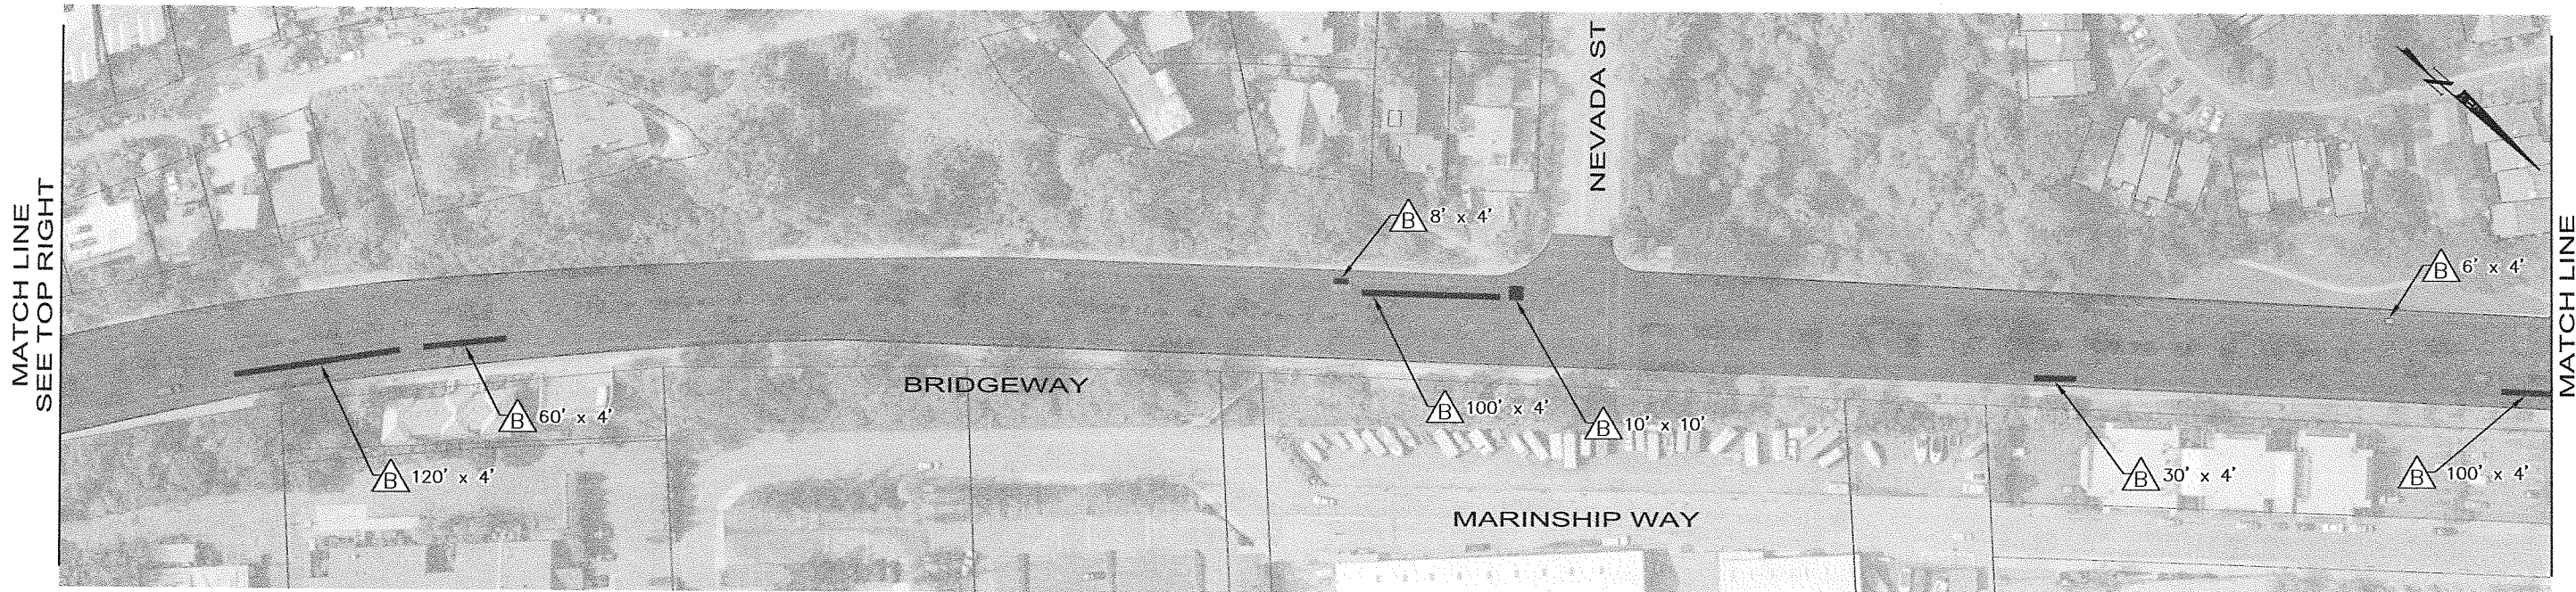 MATCH LINE
SEE TOP RIGHT
NEVADA ST
B 8' x 4'
B 6' x 4'
BRIDGEWAY
B 60' x 4'
B 120' x 4'
B 100' x 4'
B 10' x 10'
B 30' x 4'
B 100' x 4'
MARINSHIP WAY
MATCH LINE